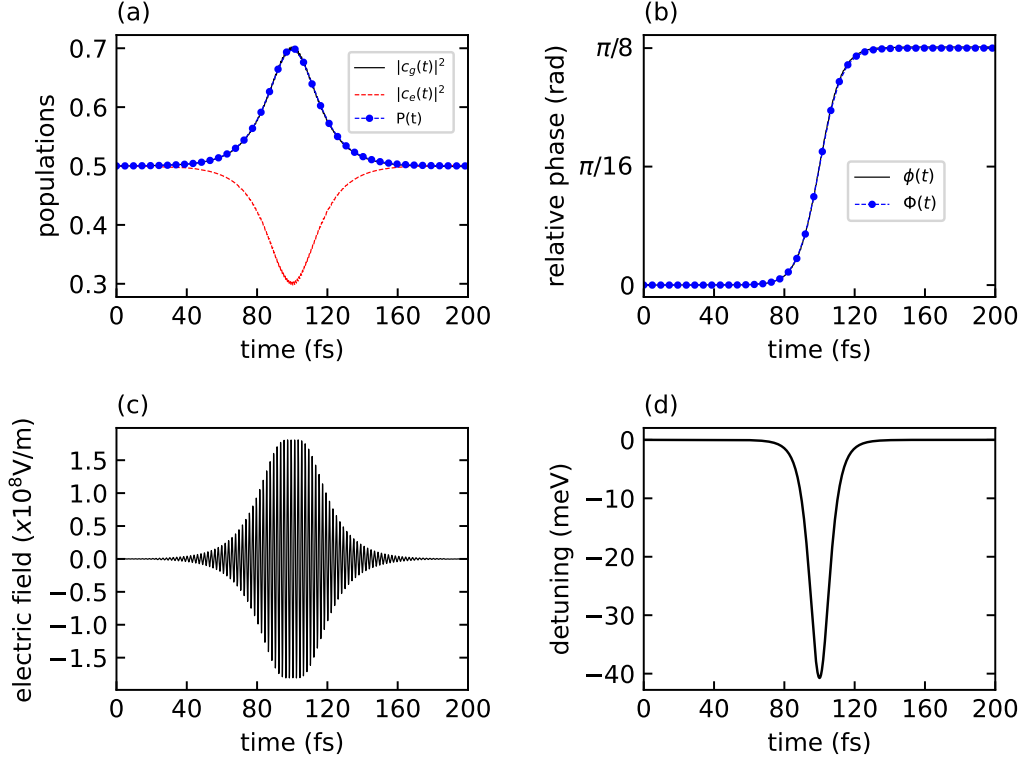 (a)
0.7
0.6
0.5
0.4
0.3
populations
|c_g(t)|^2
|c_e(t)|^2
P(t)
0 40 80 120 160 200
time (fs)
(b)
π/8
π/16
0
relative phase (rad)
ϕ(t)
Φ(t)
0 40 80 120 160 200
time (fs)
(c)
1.5
1.0
0.5
0.0
−0.5
−1.0
−1.5
electric field (x10^8V/m)
0 40 80 120 160 200
time (fs)
(d)
0
−10
−20
−30
−40
detuning (meV)
0 40 80 120 160 200
time (fs)